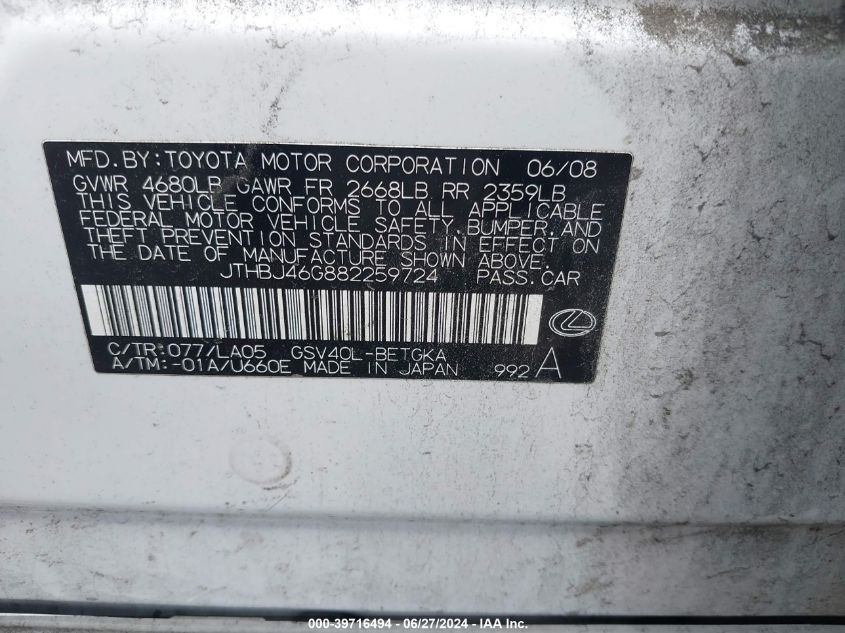 MFD.BY:TOYOTA MOTOR CORPORATION 06/08
GVWR 4680LB GAWR FR 2668LB RR 2359LB
THIS VEHICLE CONFORMS TO ALL APPLICABLE
FEDERAL MOTOR VEHICLE SAFETY,BUMPER,AND
THEFT PREVENTION STANDARDS IN EFFECT ON
THE DATE OF MANUFACTURE SHOWN ABOVE.
JTHBJ46G882259724 PASS.CAR
C/TR:077/LA05 GSV40L-BETGKA
A/TM:-01A/U660E MADE IN JAPAN 992 A
000-39716494 - 06/27/2024 - IAA Inc.